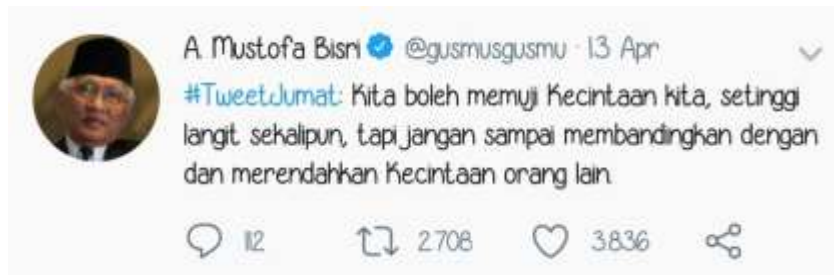 A. Mustofa Bisri @gusmusgusmu · 13 Apr
#TweetJumat: Kita boleh memuji Kecintaan kita, setinggi
langit sekalipun, tapi jangan sampai membandingkan dengan
dan merendahkan Kecintaan orang lain.
112 2708 3836